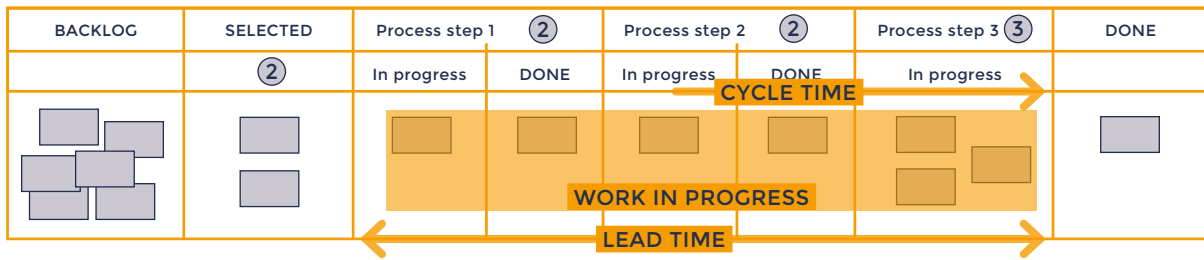 BACKLOG SELECTED Process step 1 2 Process step 2 2 Process step 3 3 DONE
2 In progress DONE In progress DONE In progress
CYCLE TIME
WORK IN PROGRESS
LEAD TIME